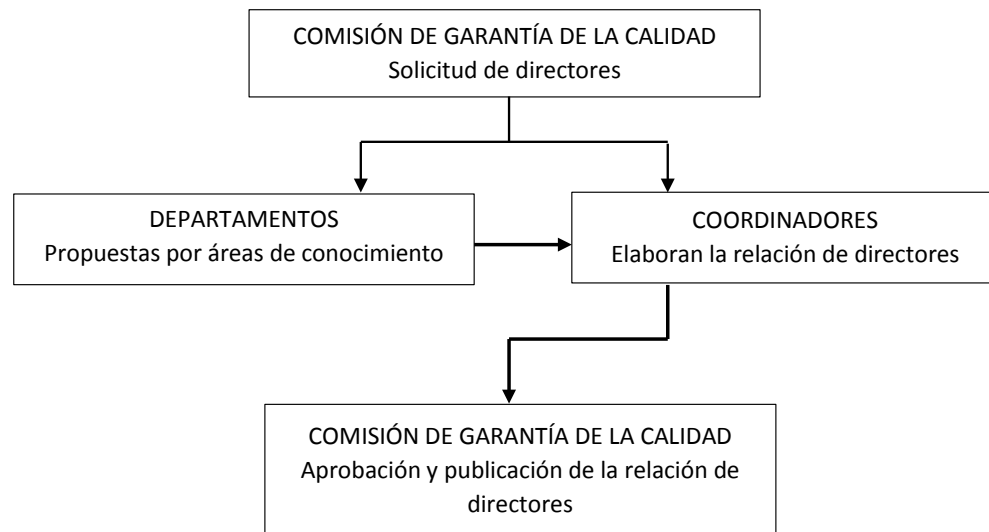 COMISIÓN DE GARANTÍA DE LA CALIDAD
Solicitud de directores
DEPARTAMENTOS
Propuestas por áreas de conocimiento
COORDINADORES
Elaboran la relación de directores
COMISIÓN DE GARANTÍA DE LA CALIDAD
Aprobación y publicación de la relación de
directores